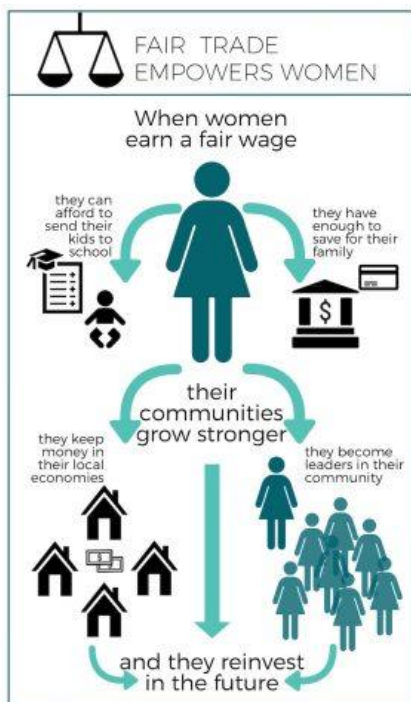 FAIR TRADE
EMPOWERS WOMEN
When women
earn a fair wage
they can
afford to
send their
kids to
school
they have
enough to
save for their
family
$
their
communities
grow stronger
they keep
money in
their local
economies
they become
leaders in their
community
$
and they reinvest
in the future